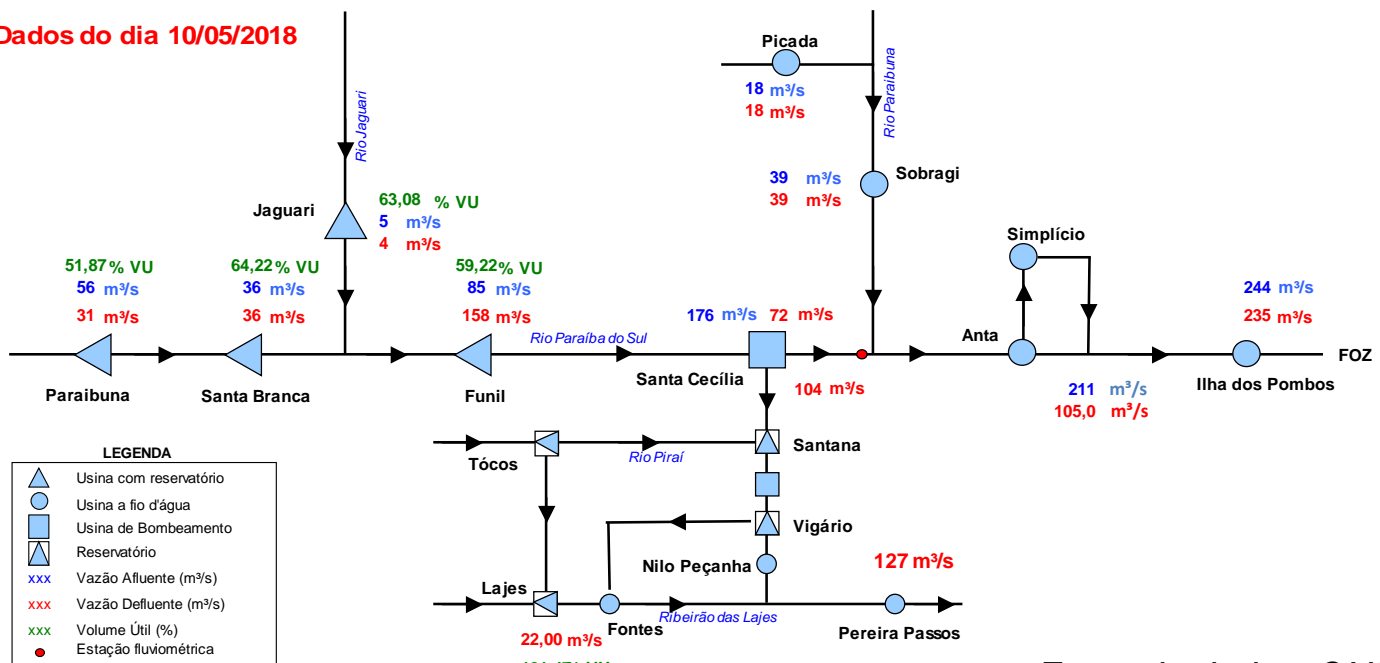 Dados do dia 10/05/2018
Picada
18 m³/s
18 m³/s
Rio Paraibuna
Rio Jaguari
Jaguari
63,08 % VU
5 m³/s
4 m³/s
39 m³/s
39 m³/s
Sobragi
Simplício
51,87% VU
56 m³/s
31 m³/s
64,22% VU
36 m³/s
36 m³/s
59,22% VU
85 m³/s
158 m³/s
Rio Paraíba do Sul
176 m³/s 72 m³/s
244 m³/s
235 m³/s
Anta
FOZ
Paraibuna
Santa Branca
Funil
Santa Cecília
104 m³/s
211 m³/s
105,0 m³/s
Ilha dos Pombos
LEGENDA
Usina com reservatório
Usina a fio d'água
Usina de Bombeamento
Reservatório
xxx Vazão Afluente (m³/s)
xxx Vazão Defluente (m³/s)
xxx Volume Útil (%)
Estação fluviométrica
Tócos
Rio Piraí
Santana
Vigário
Nilo Peçanha
127 m³/s
Lajes
Fontes
Ribeirão das Lajes
Pereira Passos
22,00 m³/s